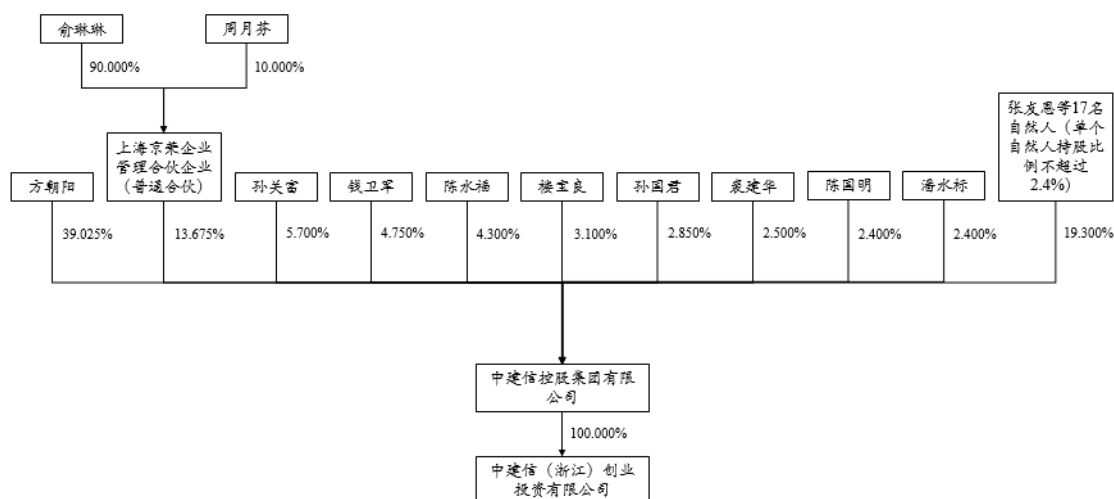 俞琳琳
周月芬
90.000%
10.000%
上海京荣企业
管理合伙企业
（普通合伙）
张友恩等17名
自然人（单个
自然人持股比
例不超过
2.4%）
方朝阳
孙关富
钱卫军
陈水福
楼宝良
孙国君
裘建华
陈国明
潘水标
39.025%
13.675%
5.700%
4.750%
4.300%
3.100%
2.850%
2.500%
2.400%
2.400%
19.300%
中建信控股集团有限
公司
100.000%
中建信（浙江）创业
投资有限公司